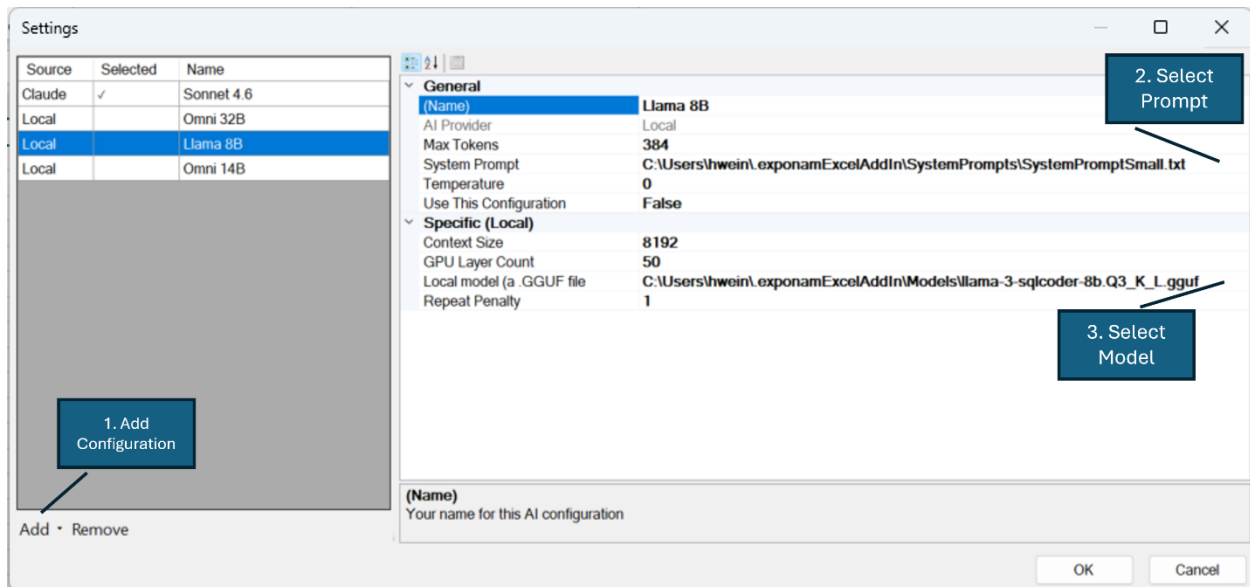 Settings
Source Selected Name
Claude ✓ Sonnet 4.6
Local Omni 32B
Local Llama 8B
Local Omni 14B
1. Add
Configuration
Add Remove
General
(Name) Llama 8B
AI Provider Local
Max Tokens 384
System Prompt C:\Users\hwein\.exponamExcelAddIn\SystemPrompts\SystemPromptSmall.txt
Temperature 0
Use This Configuration False
Specific (Local)
Context Size 8192
GPU Layer Count 50
Local model (a .GGUF file C:\Users\hwein\.exponamExcelAddIn\Models\llama-3-sqlcoder-8b.Q3_K_L.gguf
Repeat Penalty 1
2. Select
Prompt
3. Select
Model
(Name)
Your name for this AI configuration
OK Cancel